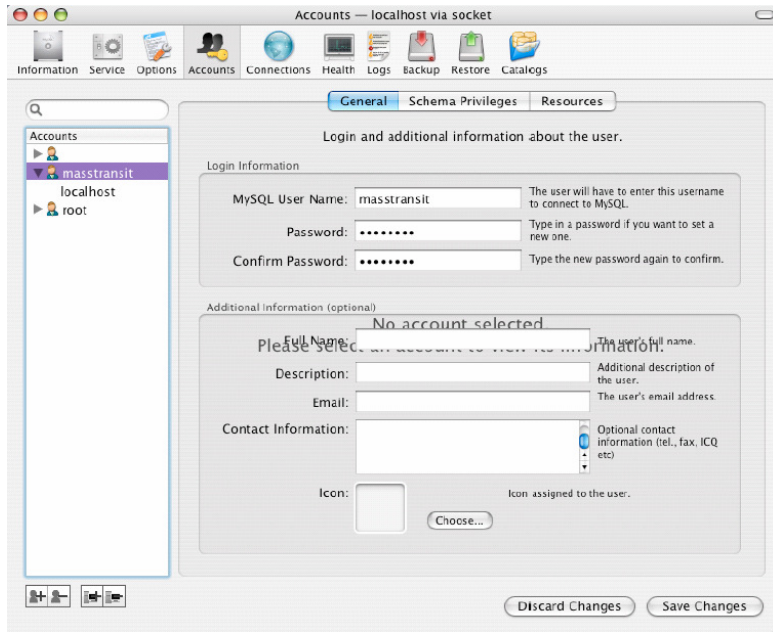 Accounts — localhost via socket
Information Service Options Accounts Connections Health Logs Backup Restore Catalogs
General Schema Privileges Resources
Accounts
masstransit
localhost
root
Login and additional information about the user.
Login Information
MySQL User Name: masstransit The user will have to enter this username
to connect to MySQL.
Password: •••••••• Type in a password if you want to set a
new one.
Confirm Password: •••••••• Type the new password again to confirm.
Additional Information (optional)
No account selected.
Please select an account to view its information.
Full Name: The user's full name.
Description: Additional description of
the user.
Email: The user's email address.
Contact Information: Optional contact
information (tel., fax, ICQ
etc)
Icon: Icon assigned to the user.
Choose...
Discard Changes Save Changes